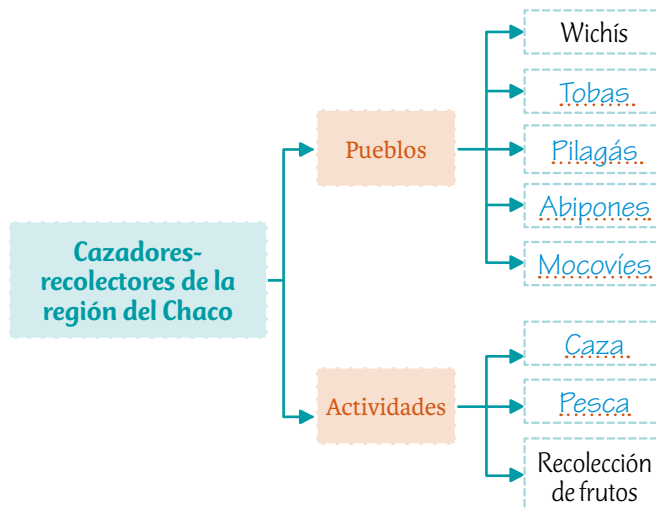 Cazadores-
recolectores de la
región del Chaco
Pueblos
Wichís
Tobas
Pilagás
Abipones
Mocovíes
Actividades
Caza
Pesca
Recolección
de frutos